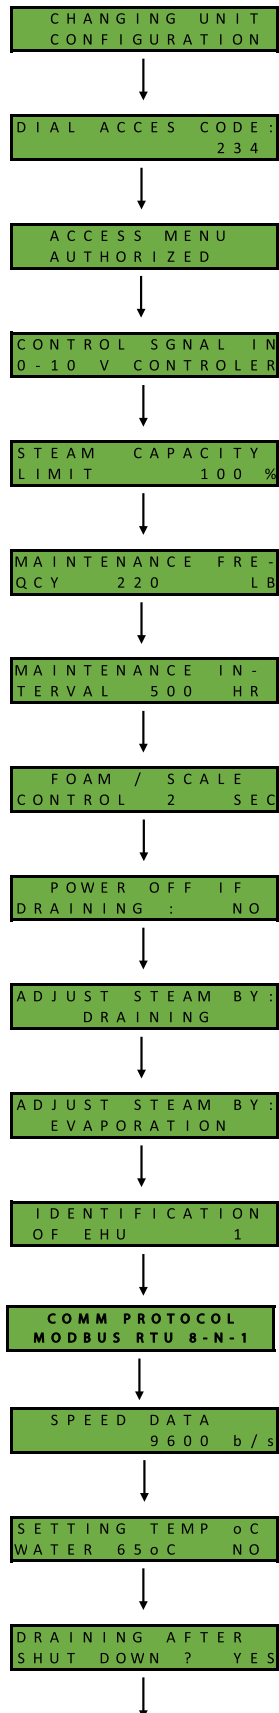 CHANGING UNIT
CONFIGURATION
DIAL ACCES CODE:
234
ACCESS MENU
AUTHORIZED
CONTROL SGNAL IN
0-10 V CONTROLER
STEAM CAPACITY
LIMIT 100 %
MAINTENANCE FRE-
QCY 220 LB
MAINTENANCE IN-
TERVAL 500 HR
FOAM / SCALE
CONTROL 2 SEC
POWER OFF IF
DRAINING : NO
ADJUST STEAM BY:
DRAINING
ADJUST STEAM BY:
EVAPORATION
IDENTIFICATION
OF EHU 1
COMM PROTOCOL
MODBUS RTU 8-N-1
SPEED DATA
9600 b/s
SETTING TEMP oC
WATER 65oC NO
DRAINING AFTER
SHUT DOWN ? YES